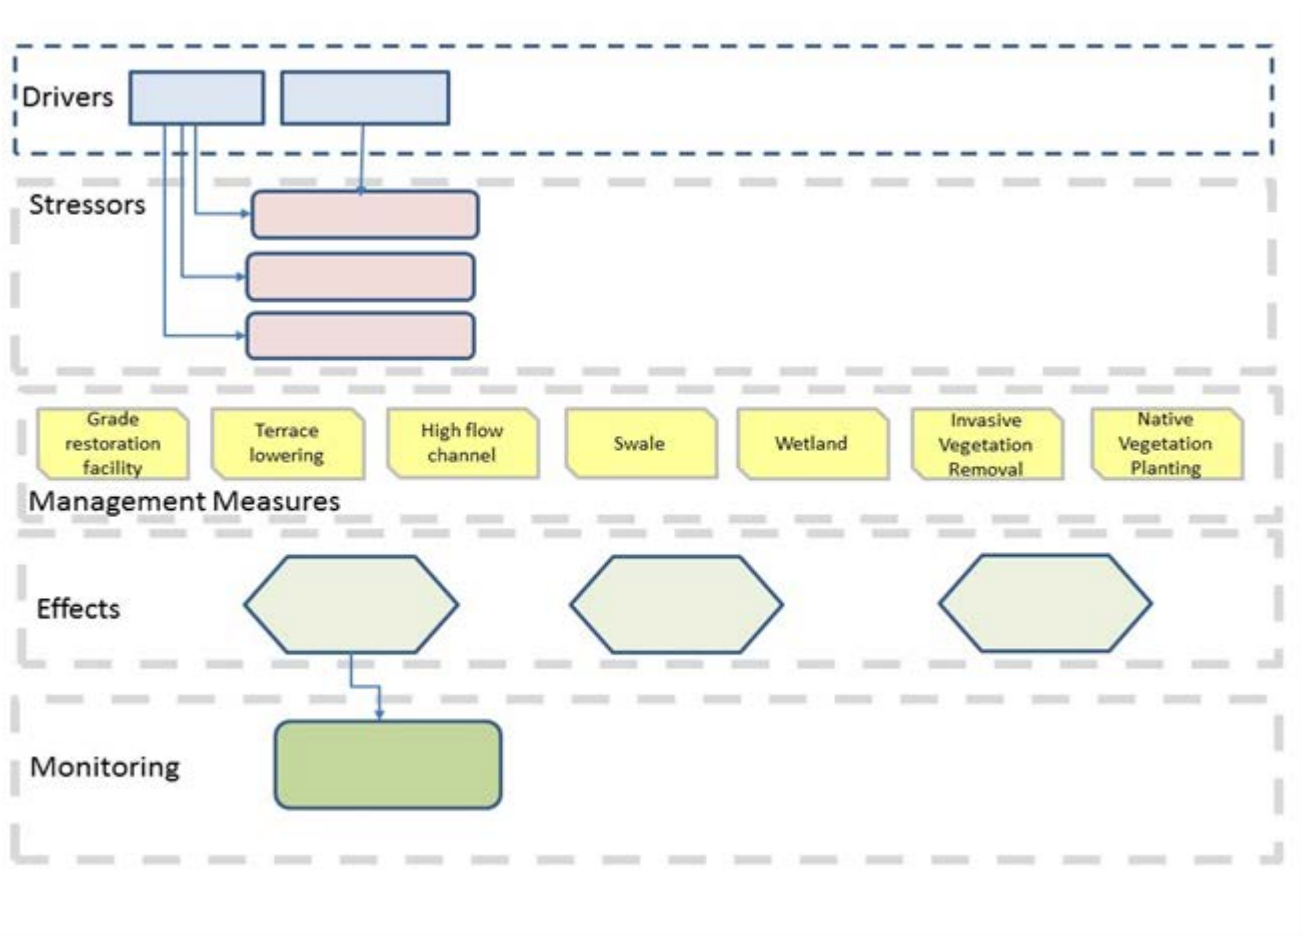 Drivers
Stressors
Grade
restoration
facility
Terrace
lowering
High flow
channel
Swale
Wetland
Invasive
Vegetation
Removal
Native
Vegetation
Planting
Management Measures
Effects
Monitoring